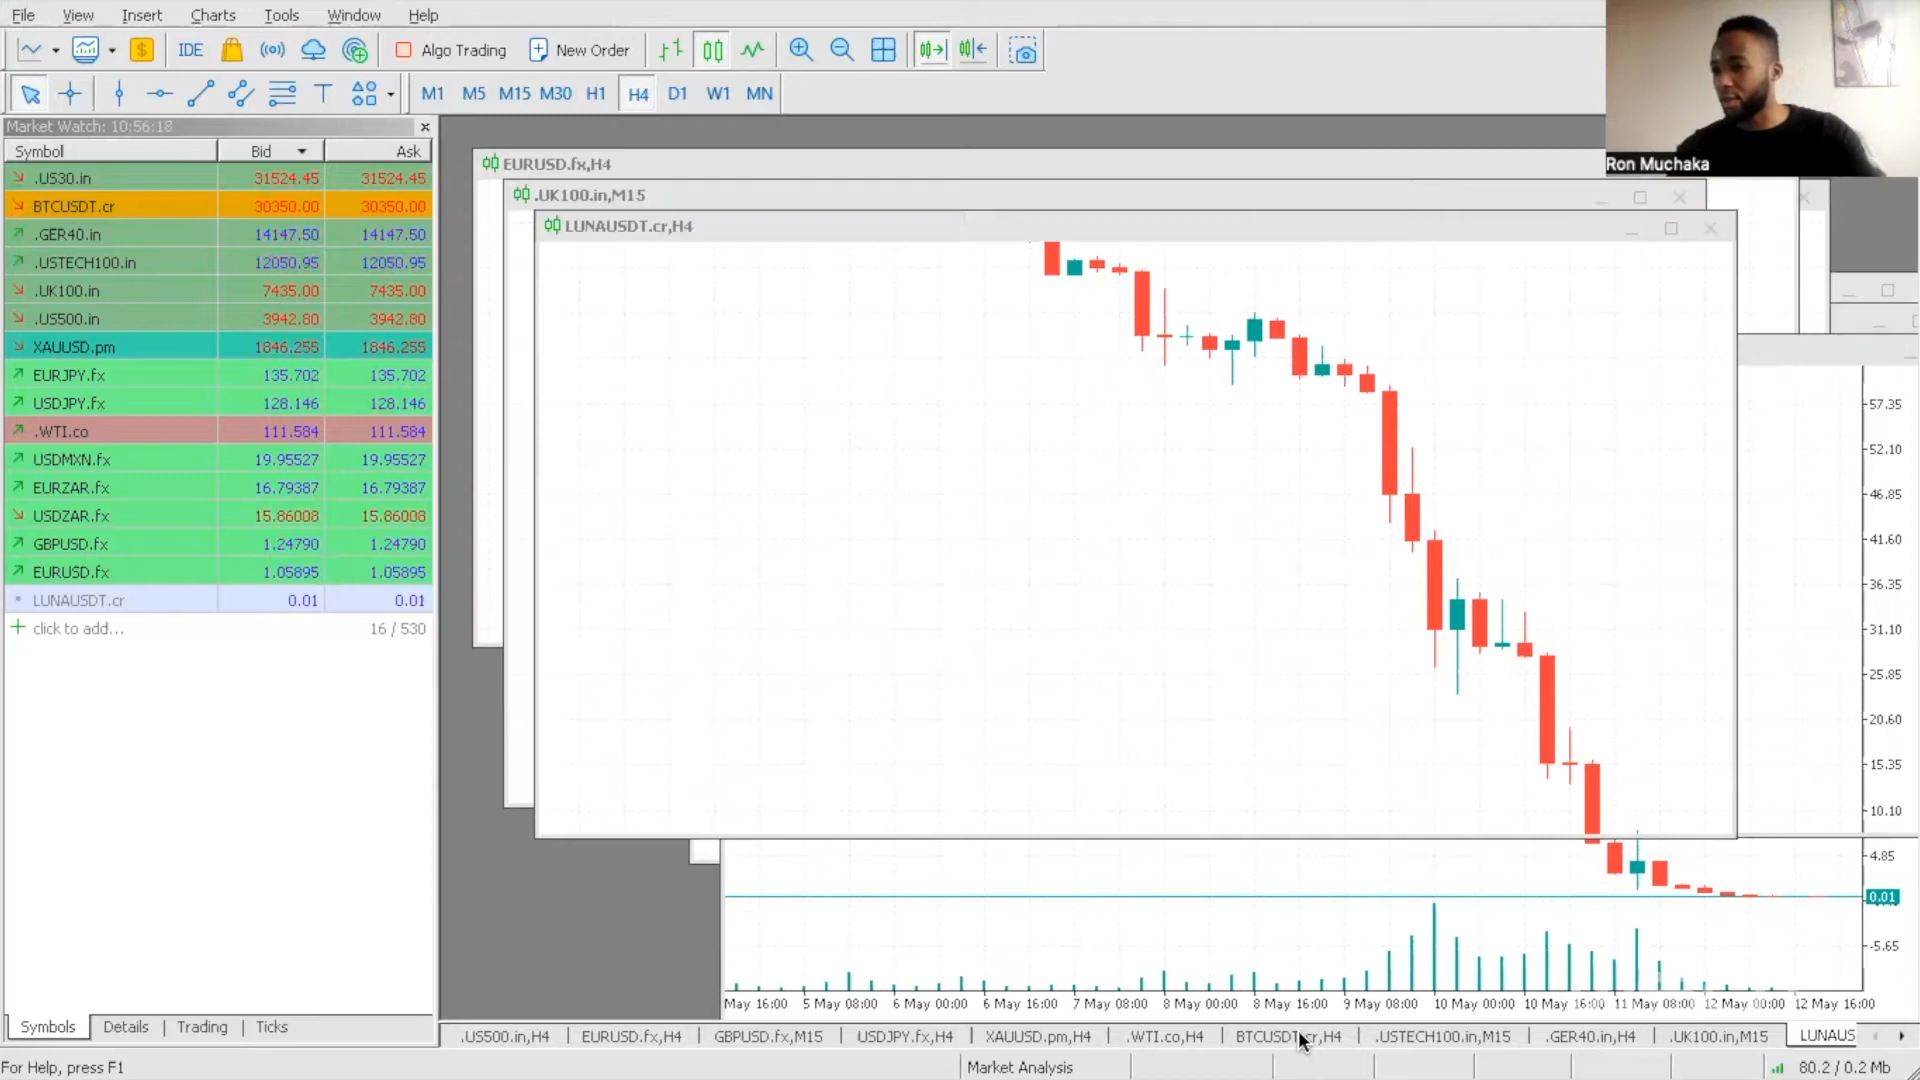 File View Insert Charts Tools Window Help
IDE Algo Trading New Order
M1 M5 M15 M30 H1 H4 D1 W1 MN
Market Watch: 10:56:18
Symbol Bid Ask
.US30.in 31524.45 31524.45
BTCUSDT.cr 30350.00 30350.00
.GER40.in 14147.50 14147.50
.USTECH100.in 12050.95 12050.95
.UK100.in 7435.00 7435.00
.US500.in 3942.80 3942.80
XAUUSD.pm 1846.255 1846.255
EURJPY.fx 135.702 135.702
USDJPY.fx 128.146 128.146
.WTI.co 111.584 111.584
USDMXN.fx 19.95527 19.95527
EURZAR.fx 16.79387 16.79387
USDZAR.fx 15.86008 15.86008
GBPUSD.fx 1.24790 1.24790
EURUSD.fx 1.05895 1.05895
LUNAUSDT.cr 0.01 0.01
click to add... 16 / 530
Symbols Details Trading Ticks
EURUSD.fx,H4
.UK100.in,M15
LUNAUSDT.cr,H4
Ron Muchaka
57.35
52.10
46.85
41.60
36.35
31.10
25.85
20.60
15.35
10.10
4.85
0.01
-5.65
May 16:00 5 May 08:00 6 May 00:00 6 May 16:00 7 May 08:00 8 May 00:00 8 May 16:00 9 May 08:00 10 May 00:00 10 May 16:00 11 May 08:00 12 May 00:00 12 May 16:00
.US500.in,H4 EURUSD.fx,H4 GBPUSD.fx,M15 USDJPY.fx,H4 XAUUSD.pm,H4 .WTI.co,H4 BTCUSDT.cr,H4 .USTECH100.in,M15 .GER40.in,H4 .UK100.in,M15 LUNAUS
For Help, press F1 Market Analysis 80.2 / 0.2 Mb